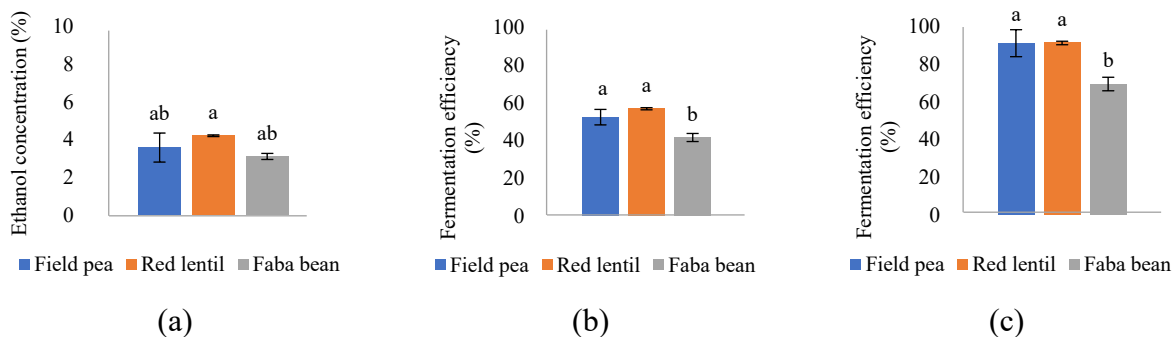 Ethanol concentration (%)
10
8
6
4
2
0
ab
a
ab
Field pea
Red lentil
Faba bean
(a)
Fermentation efficiency
(%)
100
80
60
40
20
0
a
a
b
Field pea
Red lentil
Faba bean
(b)
Fermentation efficiency
(%)
100
80
60
40
20
0
a
a
b
Field pea
Red lentil
Faba bean
(c)